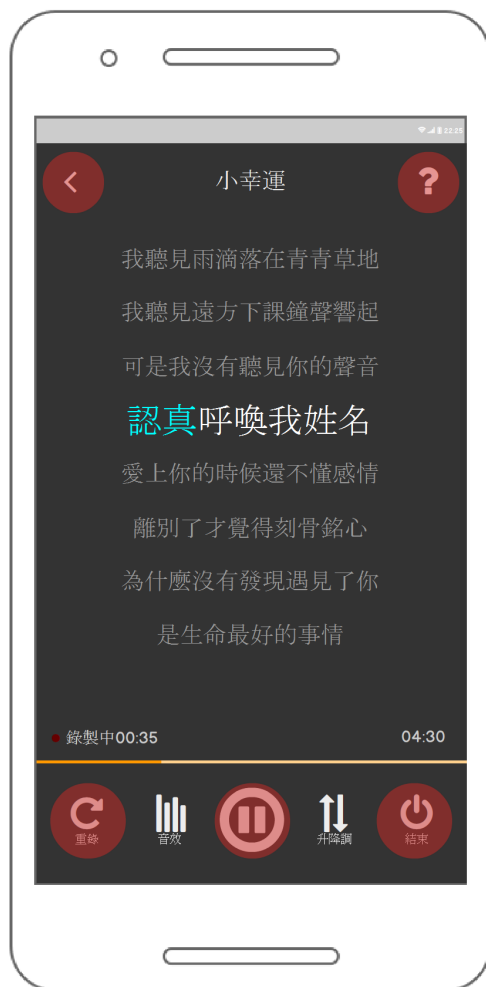 22:25
小幸運
?
我聽見雨滴落在青青草地
我聽見遠方下課鐘聲響起
可是我沒有聽見你的聲音
認真呼喚我姓名
愛上你的時候還不懂感情
離別了才覺得刻骨銘心
為什麼沒有發現遇見了你
是生命最好的事情
錄製中00:35 04:30
重錄 音效 升降調 結束